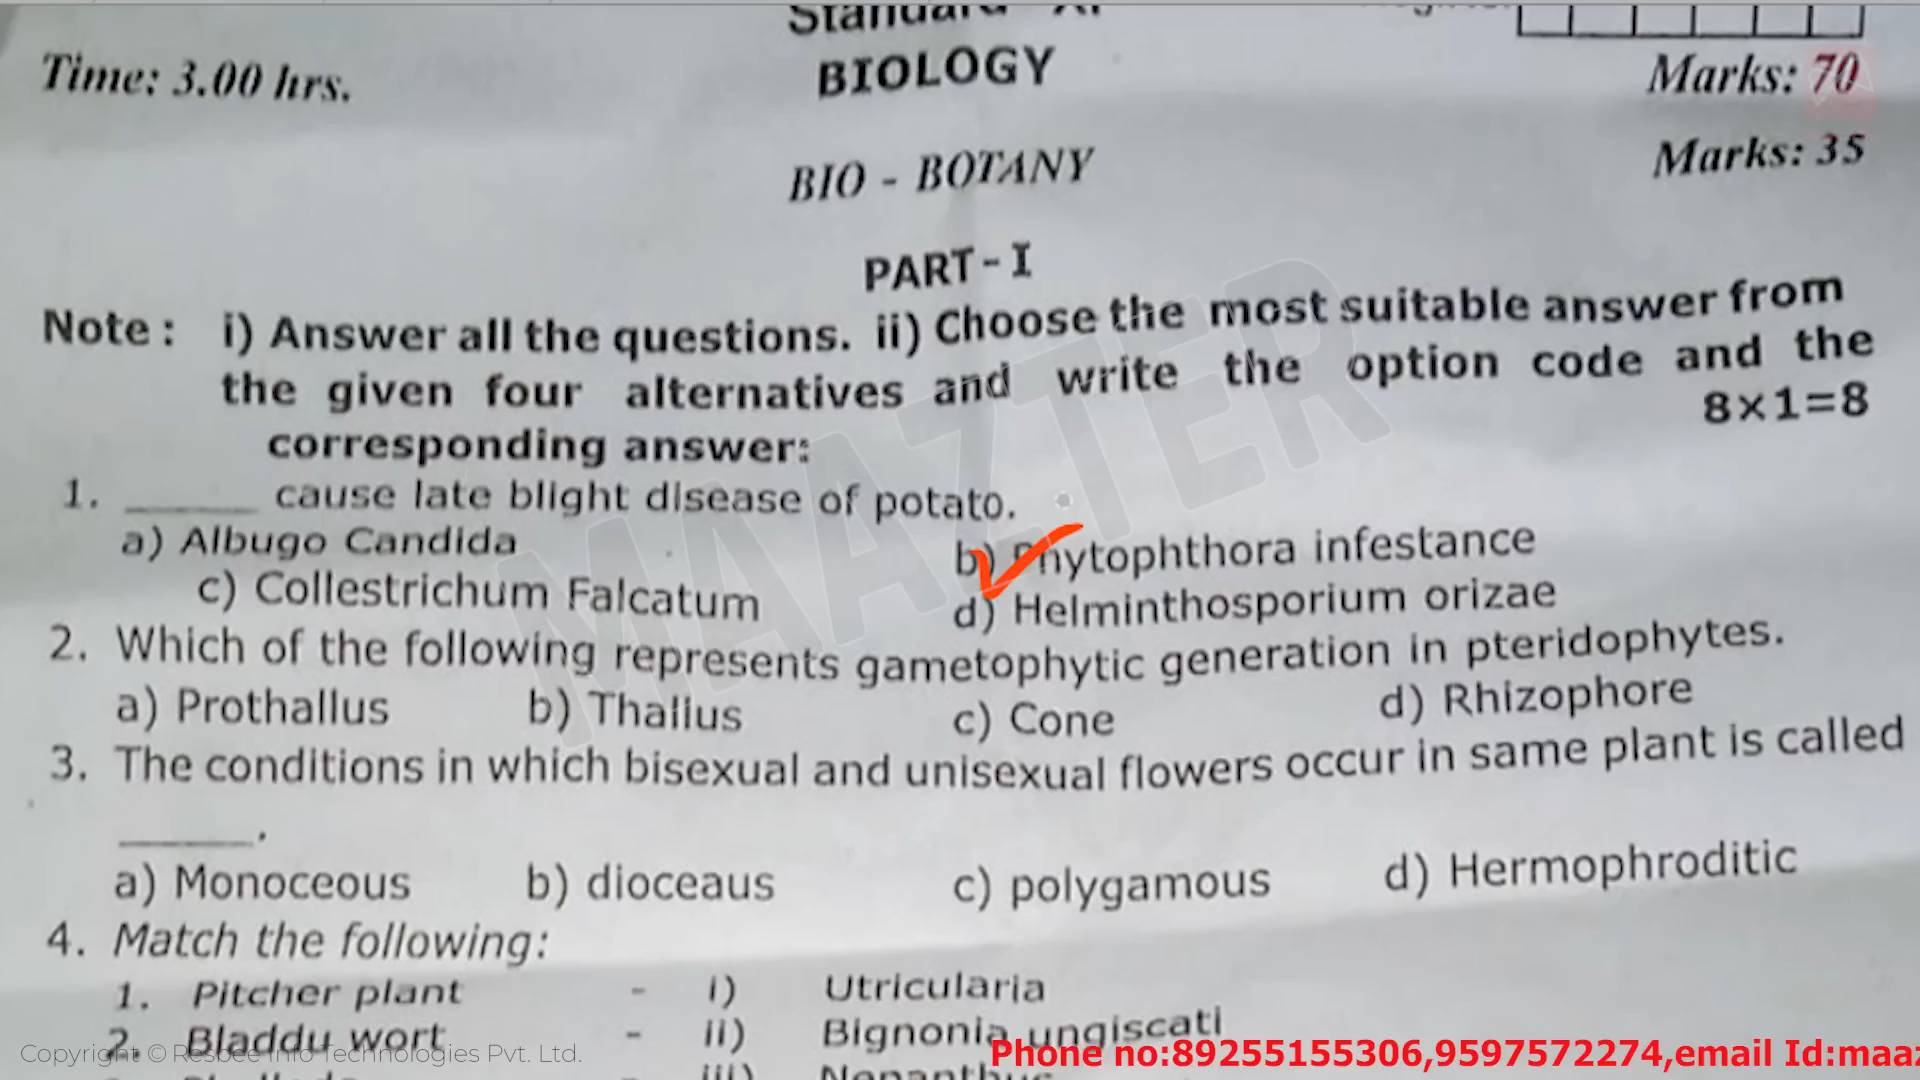 Standard XI
Time: 3.00 hrs.
BIOLOGY
Marks: 70
BIO - BOTANY
Marks: 35
PART - I
Note : i) Answer all the questions. ii) Choose the most suitable answer from
the given four alternatives and write the option code and the
corresponding answer:
8×1=8
1. ______ cause late blight disease of potato.
a) Albugo Candida
b) Phytophthora infestance
c) Collestrichum Falcatum
d) Helminthosporium orizae
2. Which of the following represents gametophytic generation in pteridophytes.
a) Prothallus b) Thallus c) Cone d) Rhizophore
3. The conditions in which bisexual and unisexual flowers occur in same plant is called
______.
a) Monoceous b) dioceaus c) polygamous d) Hermophroditic
4. Match the following:
1. Pitcher plant - i) Utricularia
2. Bladdu wort - ii) Bignonia ungiscati
iii)
MAAZTER
Copyright © Resbee Info Technologies Pvt. Ltd.
Phone no:89255155306,9597572274,email Id:maaz